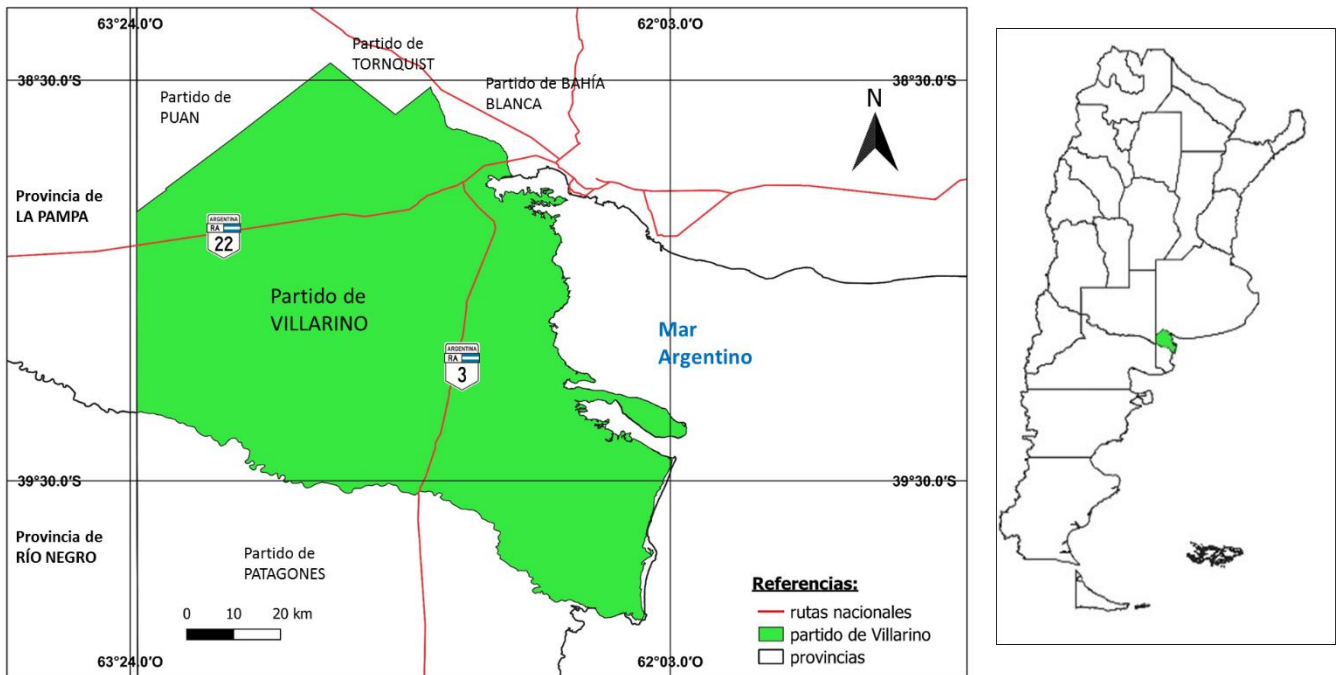 63°24.0'O
62°03.0'O
Partido de
TORNQUIST
38°30.0'S
38°30.0'S
Partido de BAHÍA
BLANCA
Partido de
PUAN
N
Provincia de
LA PAMPA
ARGENTINA
RA
22
Partido de
VILLARINO
Mar
Argentino
ARGENTINA
RA
3
39°30.0'S
39°30.0'S
Provincia de
RÍO NEGRO
Partido de
PATAGONES
Referencias:
rutas nacionales
partido de Villarino
provincias
0 10 20 km
63°24.0'O
62°03.0'O